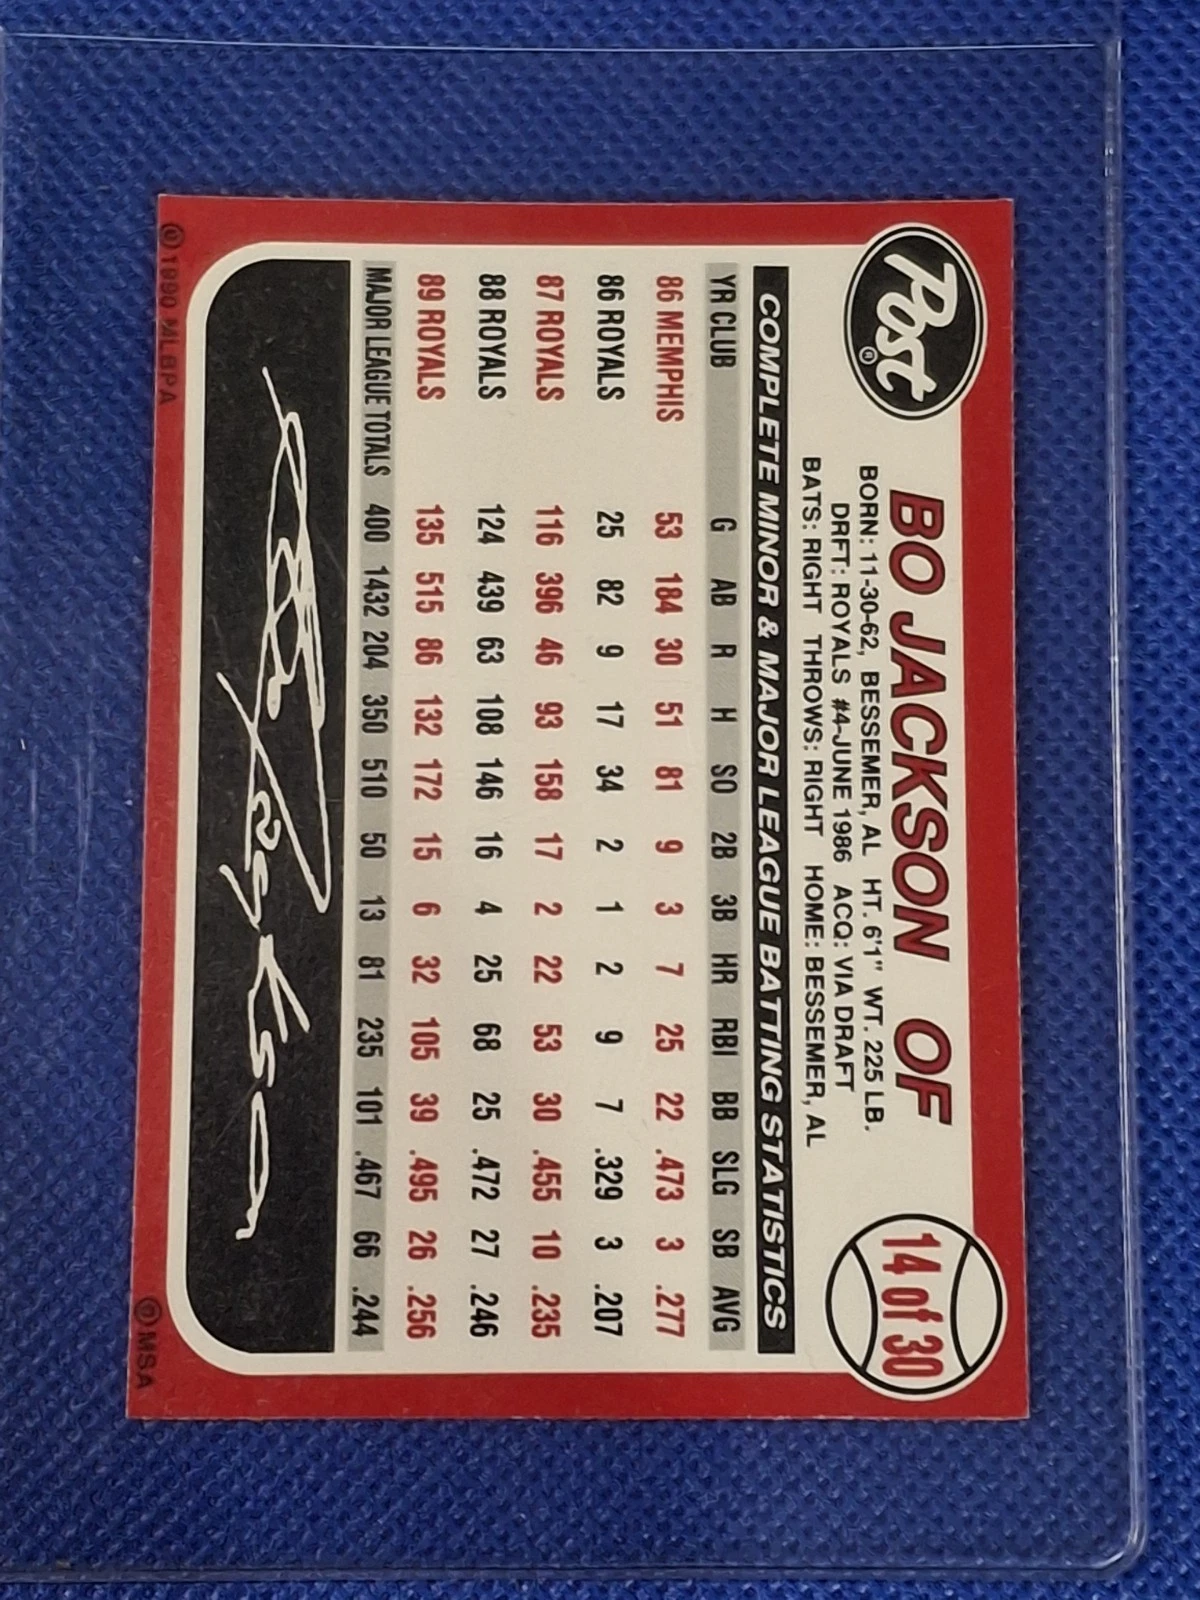 Post®
BO JACKSON OF
14 of 30
BORN: 11-30-62, BESSEMER, AL HT. 6'1" WT. 225 LB.
DRFT: ROYALS #4-JUNE 1986 ACQ: VIA DRAFT
BATS: RIGHT THROWS: RIGHT HOME: BESSEMER, AL
COMPLETE MINOR & MAJOR LEAGUE BATTING STATISTICS
YR CLUB G AB R H SO 2B 3B HR RBI BB SLG SB AVG
86 MEMPHIS 53 184 30 51 81 9 3 7 25 22 .473 3 .277
86 ROYALS 25 82 9 17 34 2 1 2 9 7 .329 3 .207
87 ROYALS 116 396 46 93 158 17 2 22 53 30 .455 10 .235
88 ROYALS 124 439 63 108 146 16 4 25 68 25 .472 27 .246
89 ROYALS 135 515 86 132 172 15 6 32 105 39 .495 26 .256
MAJOR LEAGUE TOTALS 400 1432 204 350 510 50 13 81 235 101 .467 66 .244
Bo Jackson
© 1990 MLBPA
© MSA